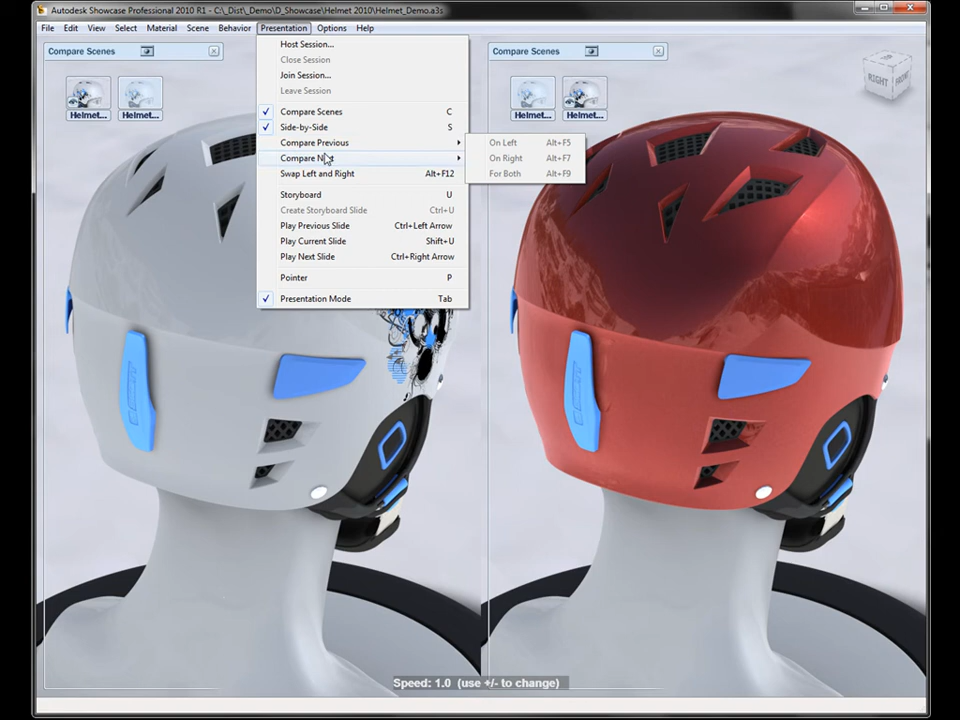 Autodesk Showcase Professional 2010 R1 - C:\_Dist\_Demo\D_Showcase\Helmet 2010\Helmet_Demo.a3s
File Edit View Select Material Scene Behavior Presentation Options Help
Compare Scenes
Helmet... Helmet...
Host Session...
Close Session
Join Session...
Leave Session
Compare Scenes C
Side-by-Side S
Compare Previous
Compare Next
Swap Left and Right Alt+F12
Storyboard U
Create Storyboard Slide Ctrl+U
Play Previous Slide Ctrl+Left Arrow
Play Current Slide Shift+U
Play Next Slide Ctrl+Right Arrow
Pointer P
Presentation Mode Tab
On Left Alt+F5
On Right Alt+F7
For Both Alt+F9
Compare Scenes
Helmet... Helmet...
RIGHT FRONT
Speed: 1.0 (use +/- to change)